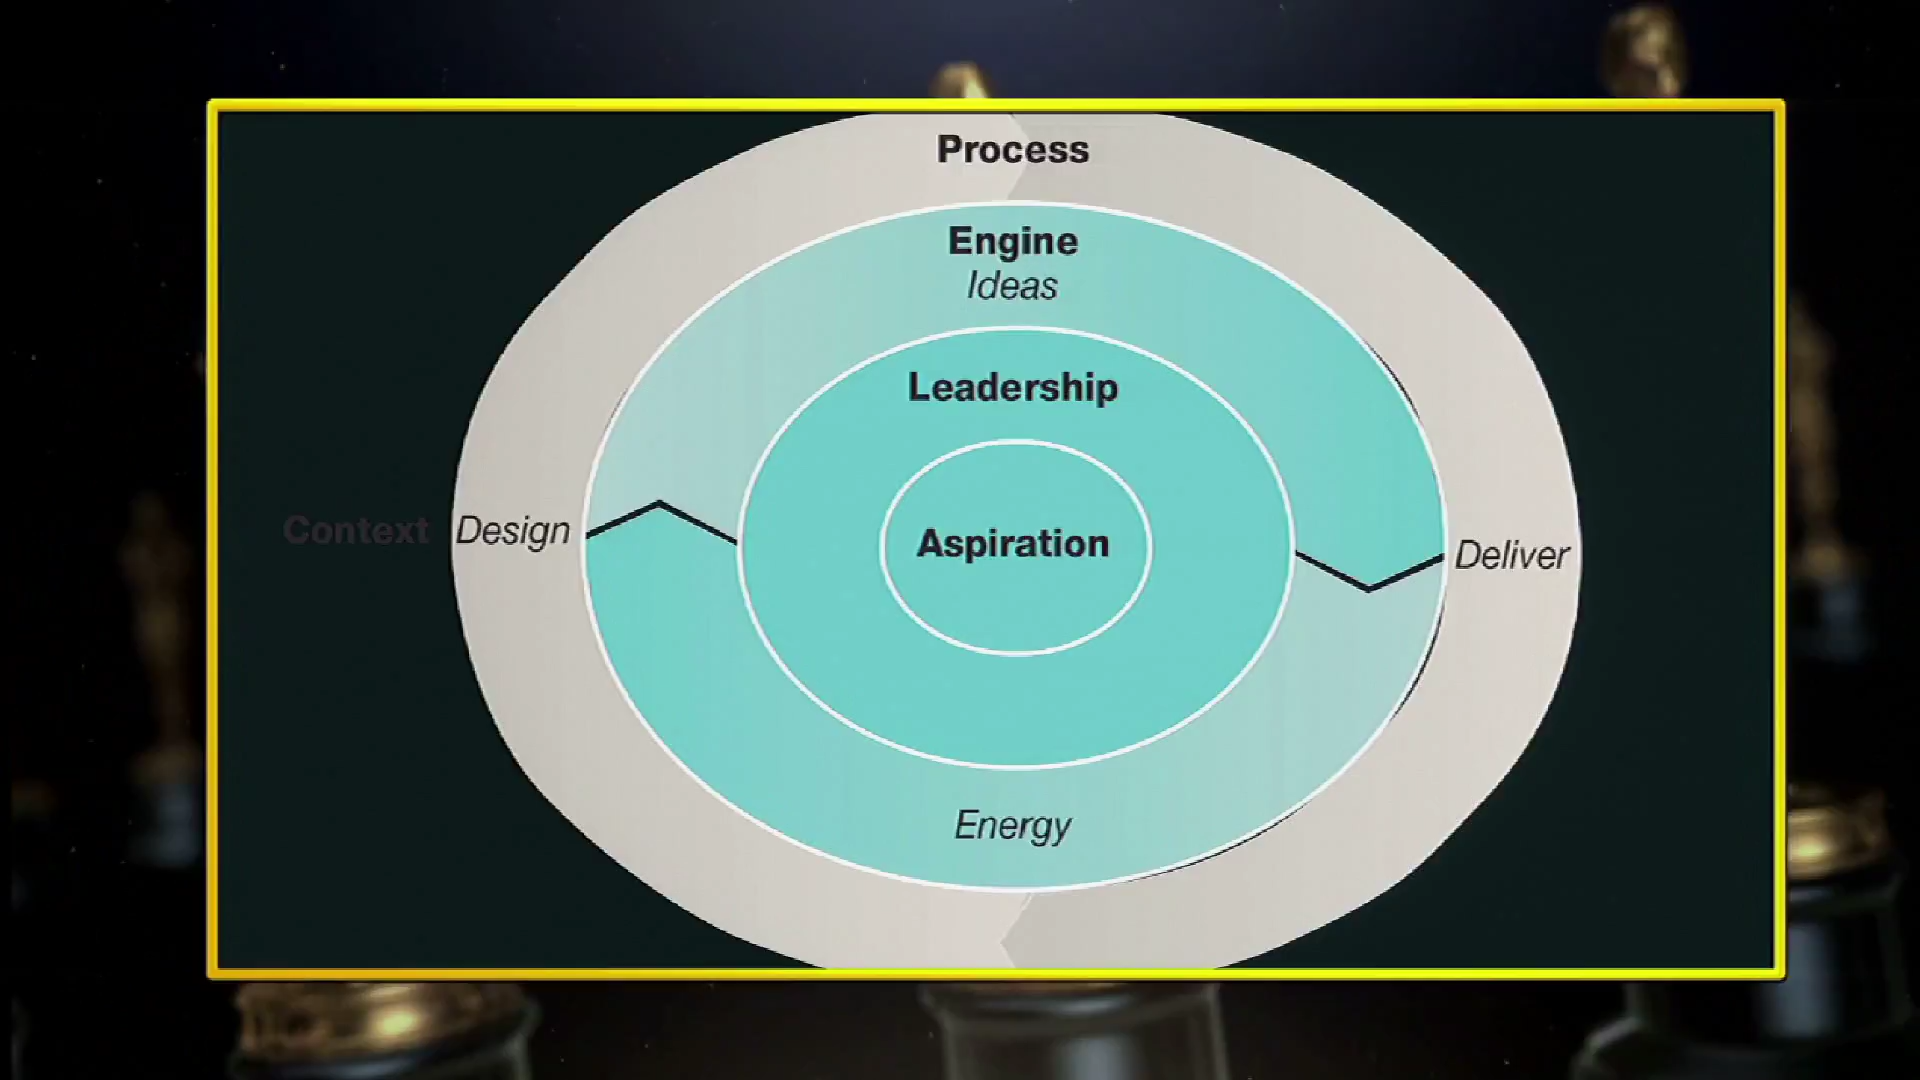 Process
Engine
Ideas
Leadership
Context
Design
Aspiration
Deliver
Energy